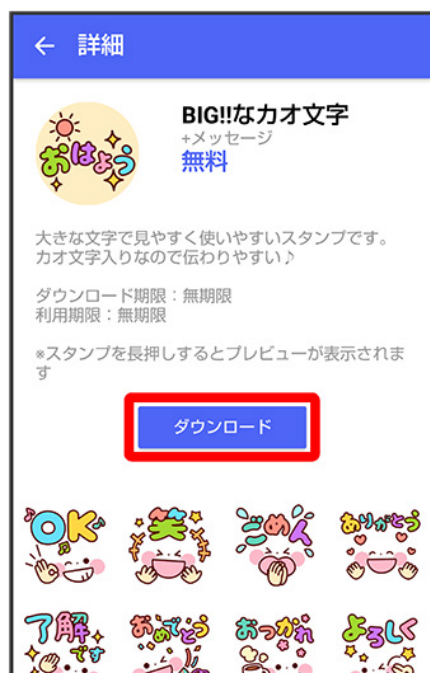 ← 詳細
おはよう
BIG!!なカオ文字
+メッセージ
無料
大きな文字で見やすく使いやすいスタンプです。
カオ文字入りなので伝わりやすい♪
ダウンロード期限：無期限
利用期限：無期限
※スタンプを長押しするとプレビューが表示されま
す
ダウンロード
OK 笑 ごめん ありがとう
了解です おめでとう おつかれ よろしく